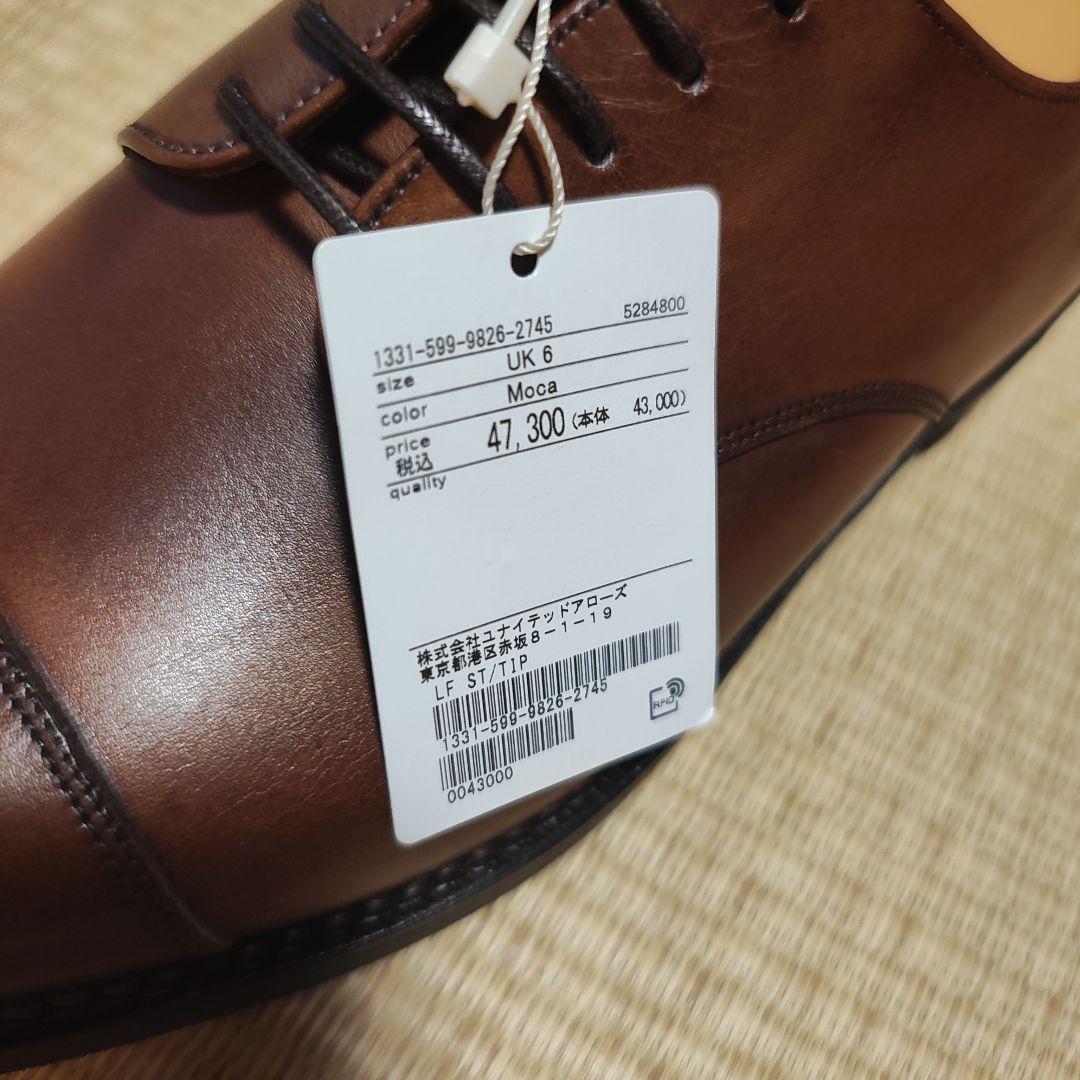 1331-599-9826-2745 5284800
size UK 6
color Moca
price 47,300 (本体 43,000)
税込
quality
株式会社ユナイテッドアローズ
東京都港区赤坂8-1-19
LF ST/TIP
1331-599-9826-2745
0043000
RFID